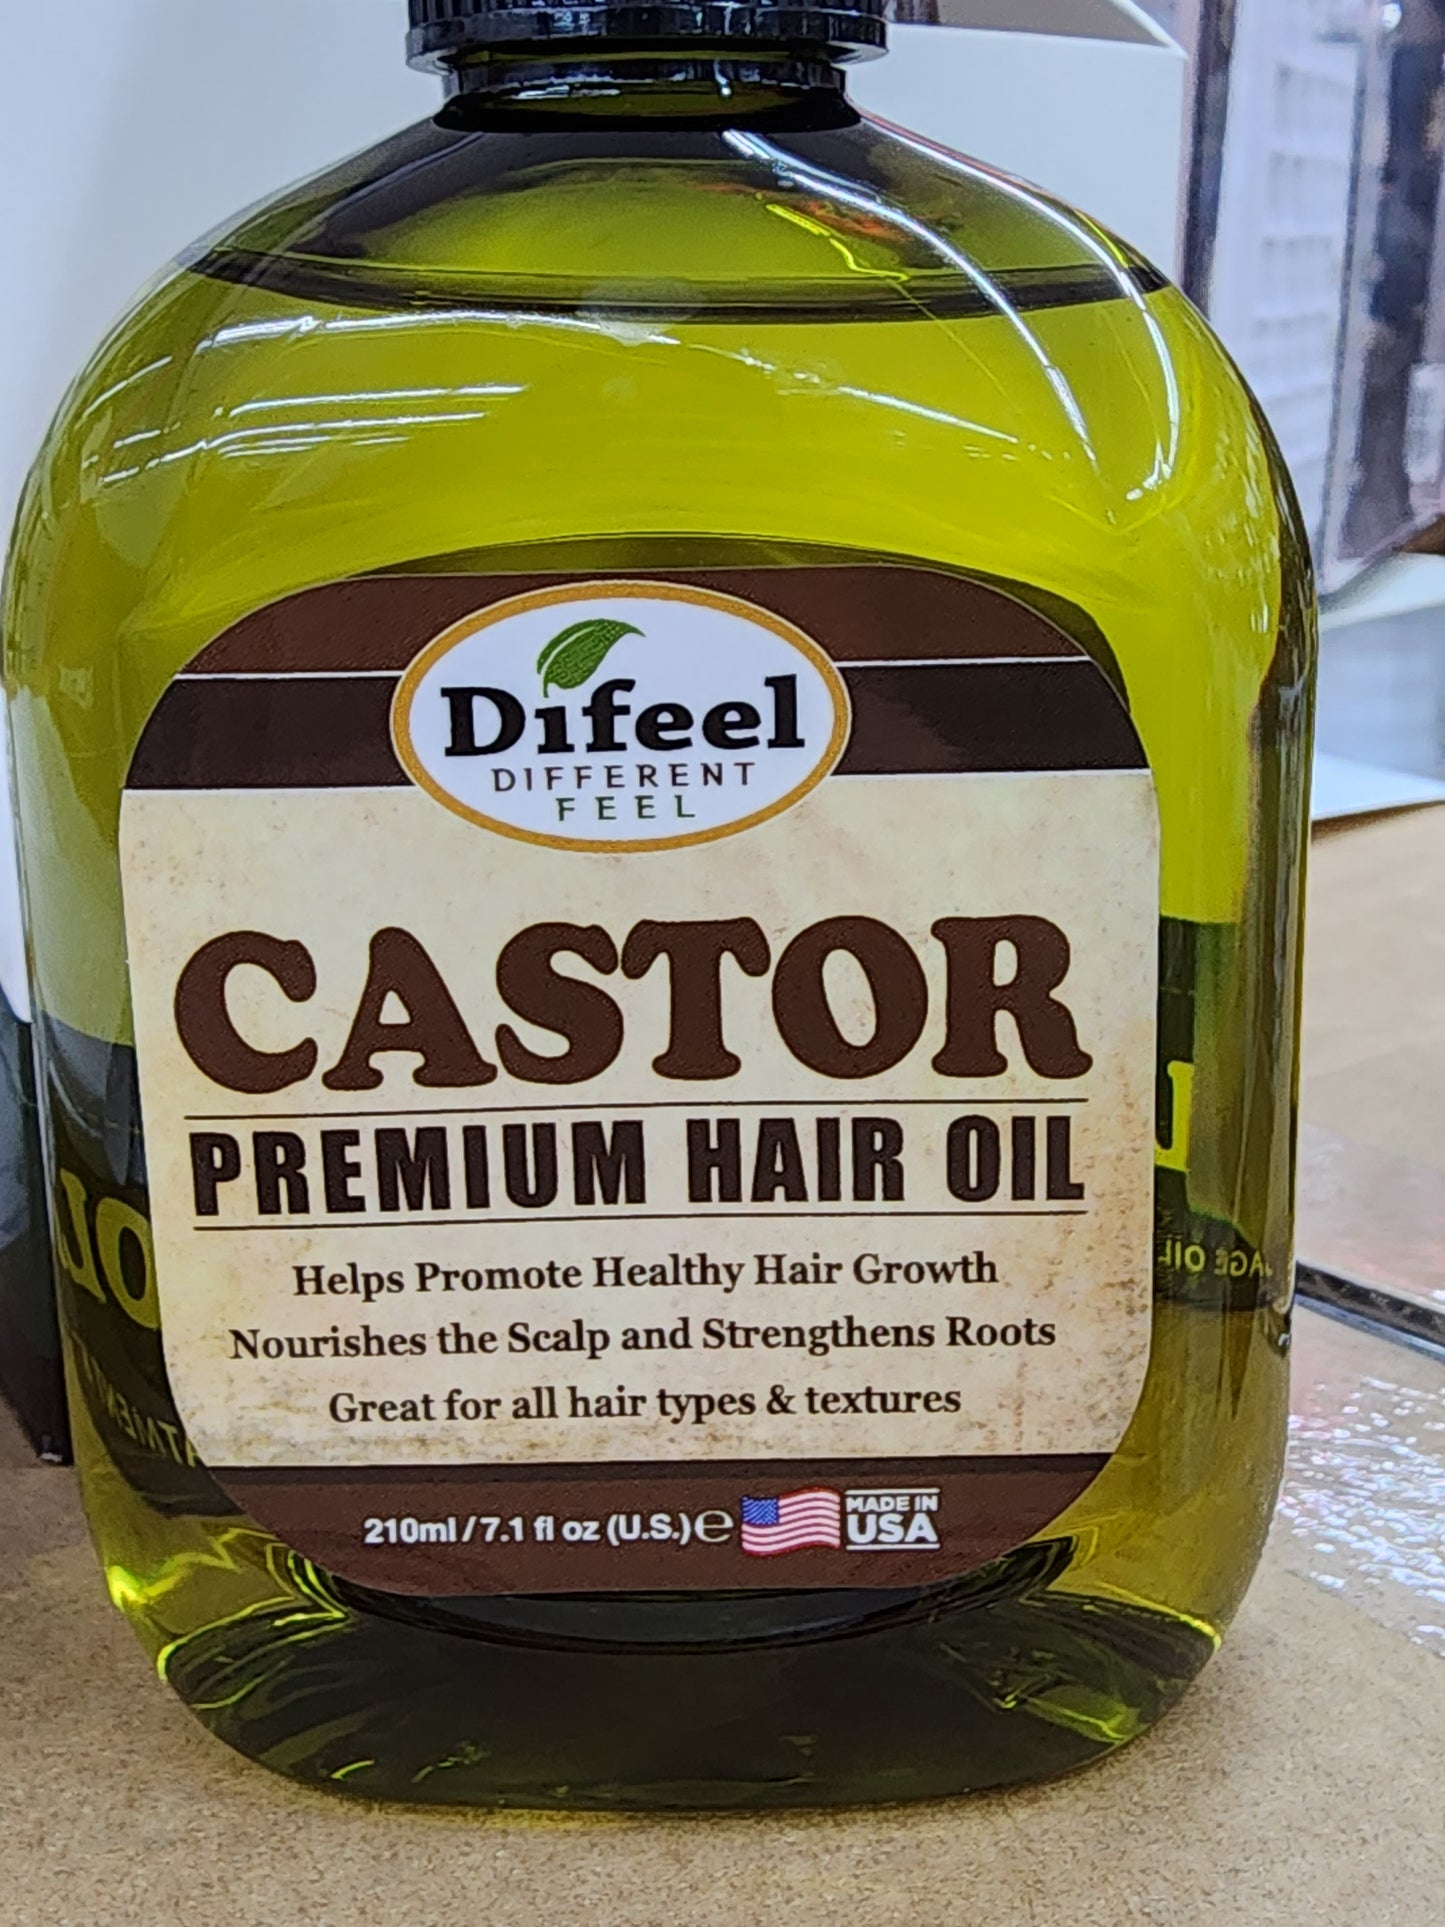 Difeel
DIFFERENT
FEEL
CASTOR
PREMIUM HAIR OIL
Helps Promote Healthy Hair Growth
Nourishes the Scalp and Strengthens Roots
Great for all hair types & textures
210ml/7.1 fl oz (U.S.)℮
MADE IN
USA